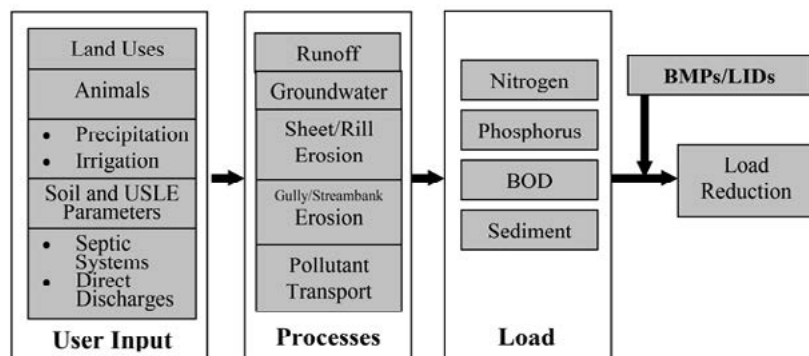 Land Uses
Animals
• Precipitation
• Irrigation
Soil and USLE
Parameters
• Septic
Systems
• Direct
Discharges
User Input
Runoff
Groundwater
Sheet/Rill
Erosion
Gully/Streambank
Erosion
Pollutant
Transport
Processes
Nitrogen
Phosphorus
BOD
Sediment
Load
BMPs/LIDs
Load
Reduction